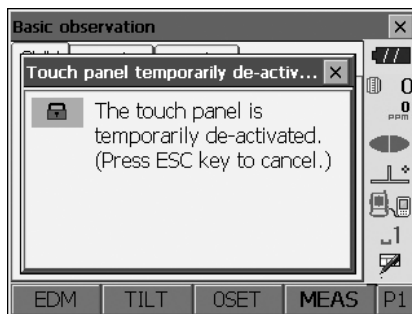 Basic observation
Touch panel temporarily de-activ...
The touch panel is
temporarily de-activated.
(Press ESC key to cancel.)
0
0
PPM
1
EDM TILT 0SET MEAS P1